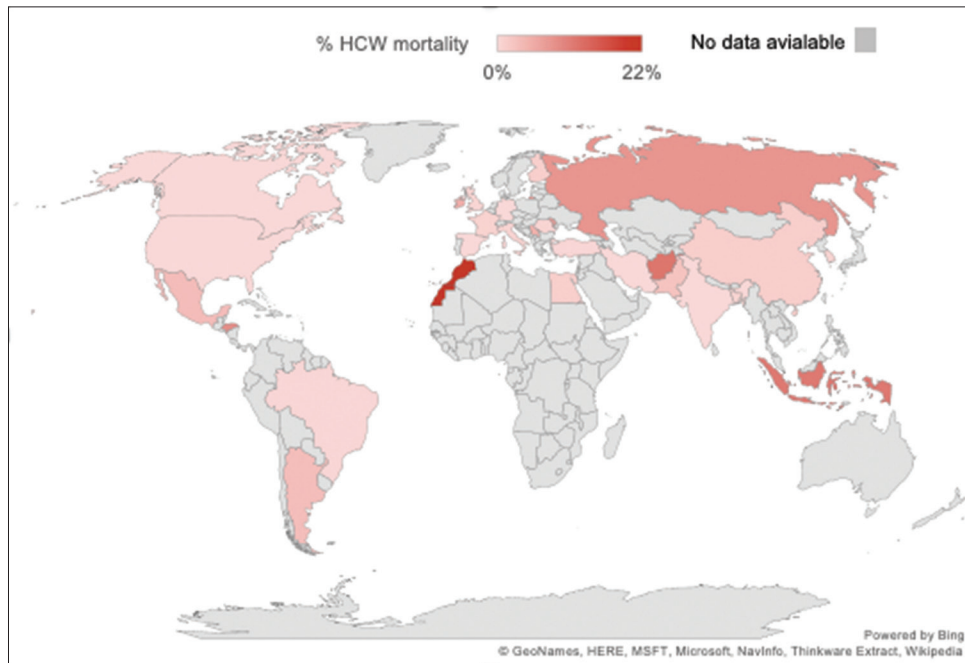 % HCW mortality
0%
22%
No data avialable
Powered by Bing
© GeoNames, HERE, MSFT, Microsoft, NavInfo, Thinkware Extract, Wikipedia